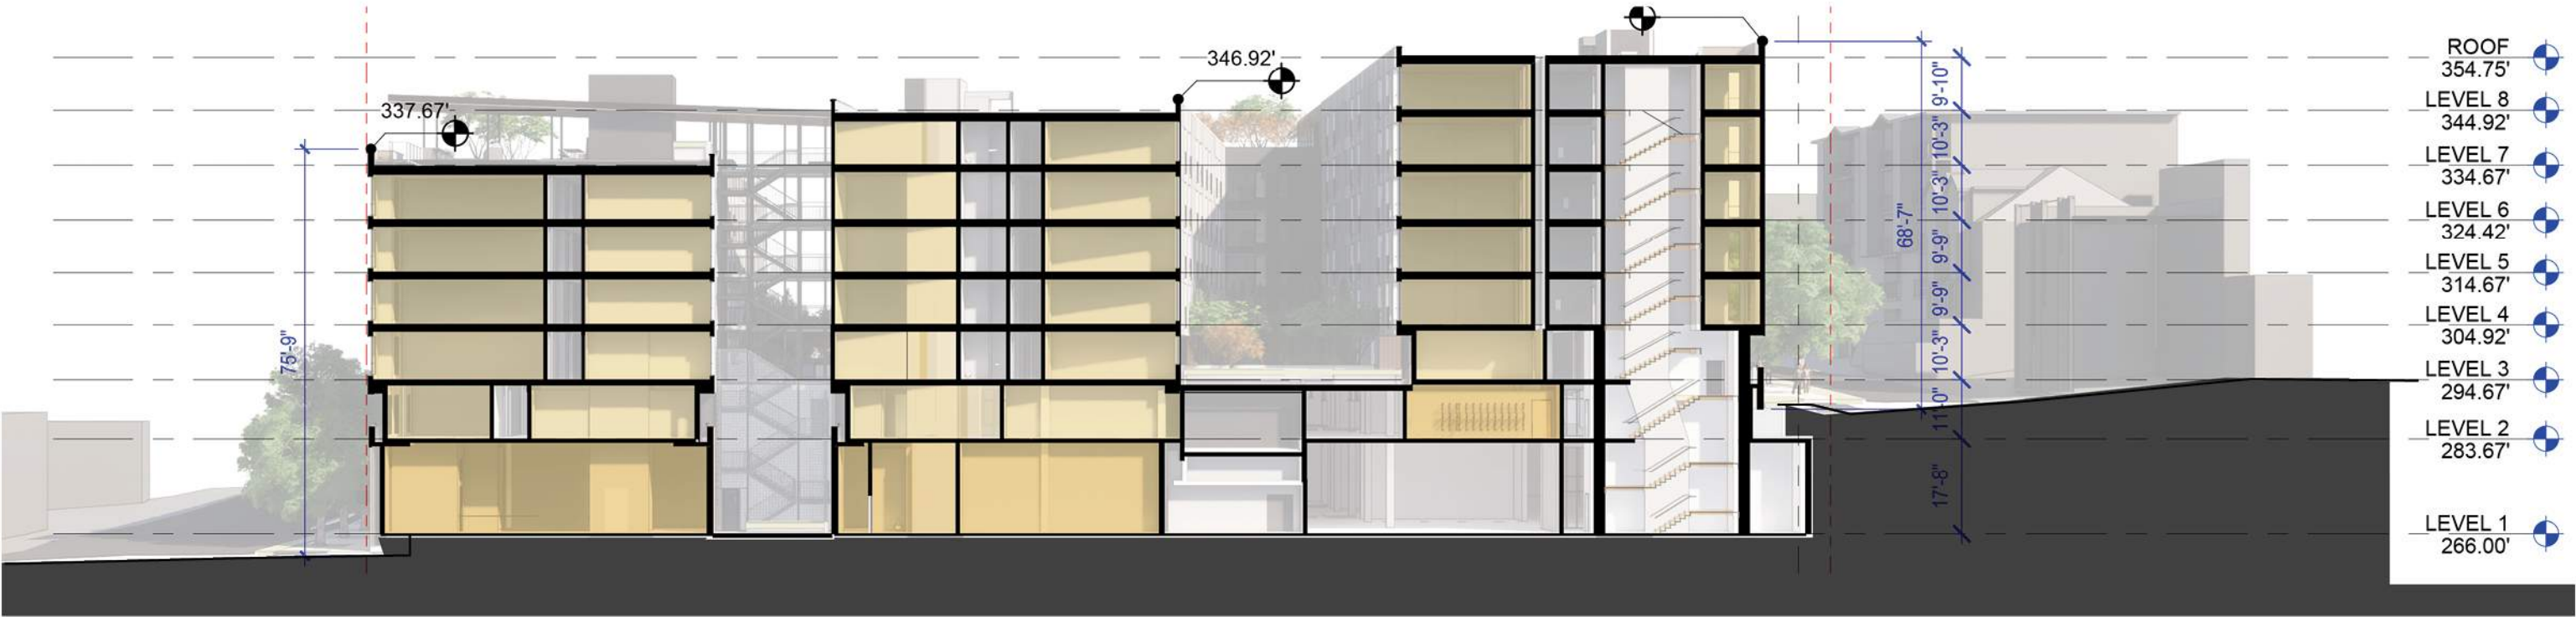 337.67'
346.92'
75'-9"
68'-7"
9'-10"
10'-3"
10'-3"
9'-9"
9'-9"
10'-3"
11'-0"
17'-8"
ROOF
354.75'
LEVEL 8
344.92'
LEVEL 7
334.67'
LEVEL 6
324.42'
LEVEL 5
314.67'
LEVEL 4
304.92'
LEVEL 3
294.67'
LEVEL 2
283.67'
LEVEL 1
266.00'